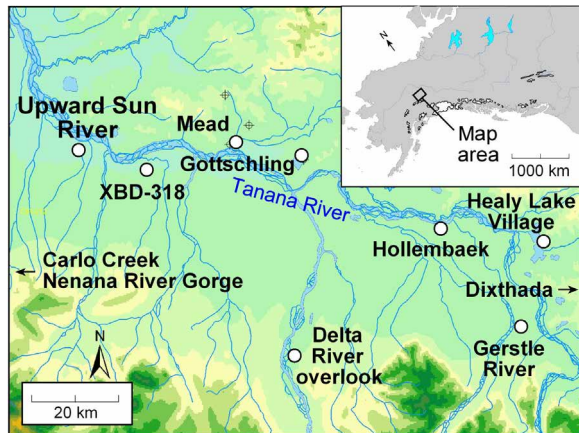 N
Map
area
1000 km
Upward Sun
River
Mead
Gottschling
XBD-318
Tanana River
Healy Lake
Village
Hollembaek
Carlo Creek
Nenana River Gorge
Dixthada
N
Delta
River
overlook
Gerstle
River
20 km